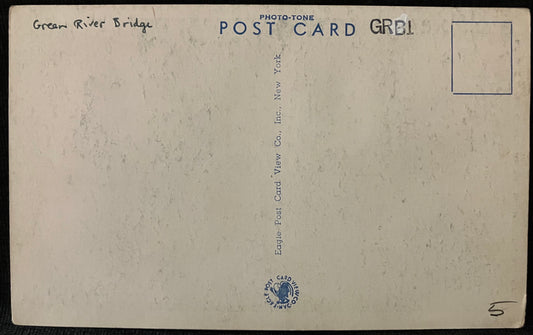 Green River Bridge
PHOTO-TONE
POST CARD
GRB1
Eagle Post Card View Co., Inc., New York
5